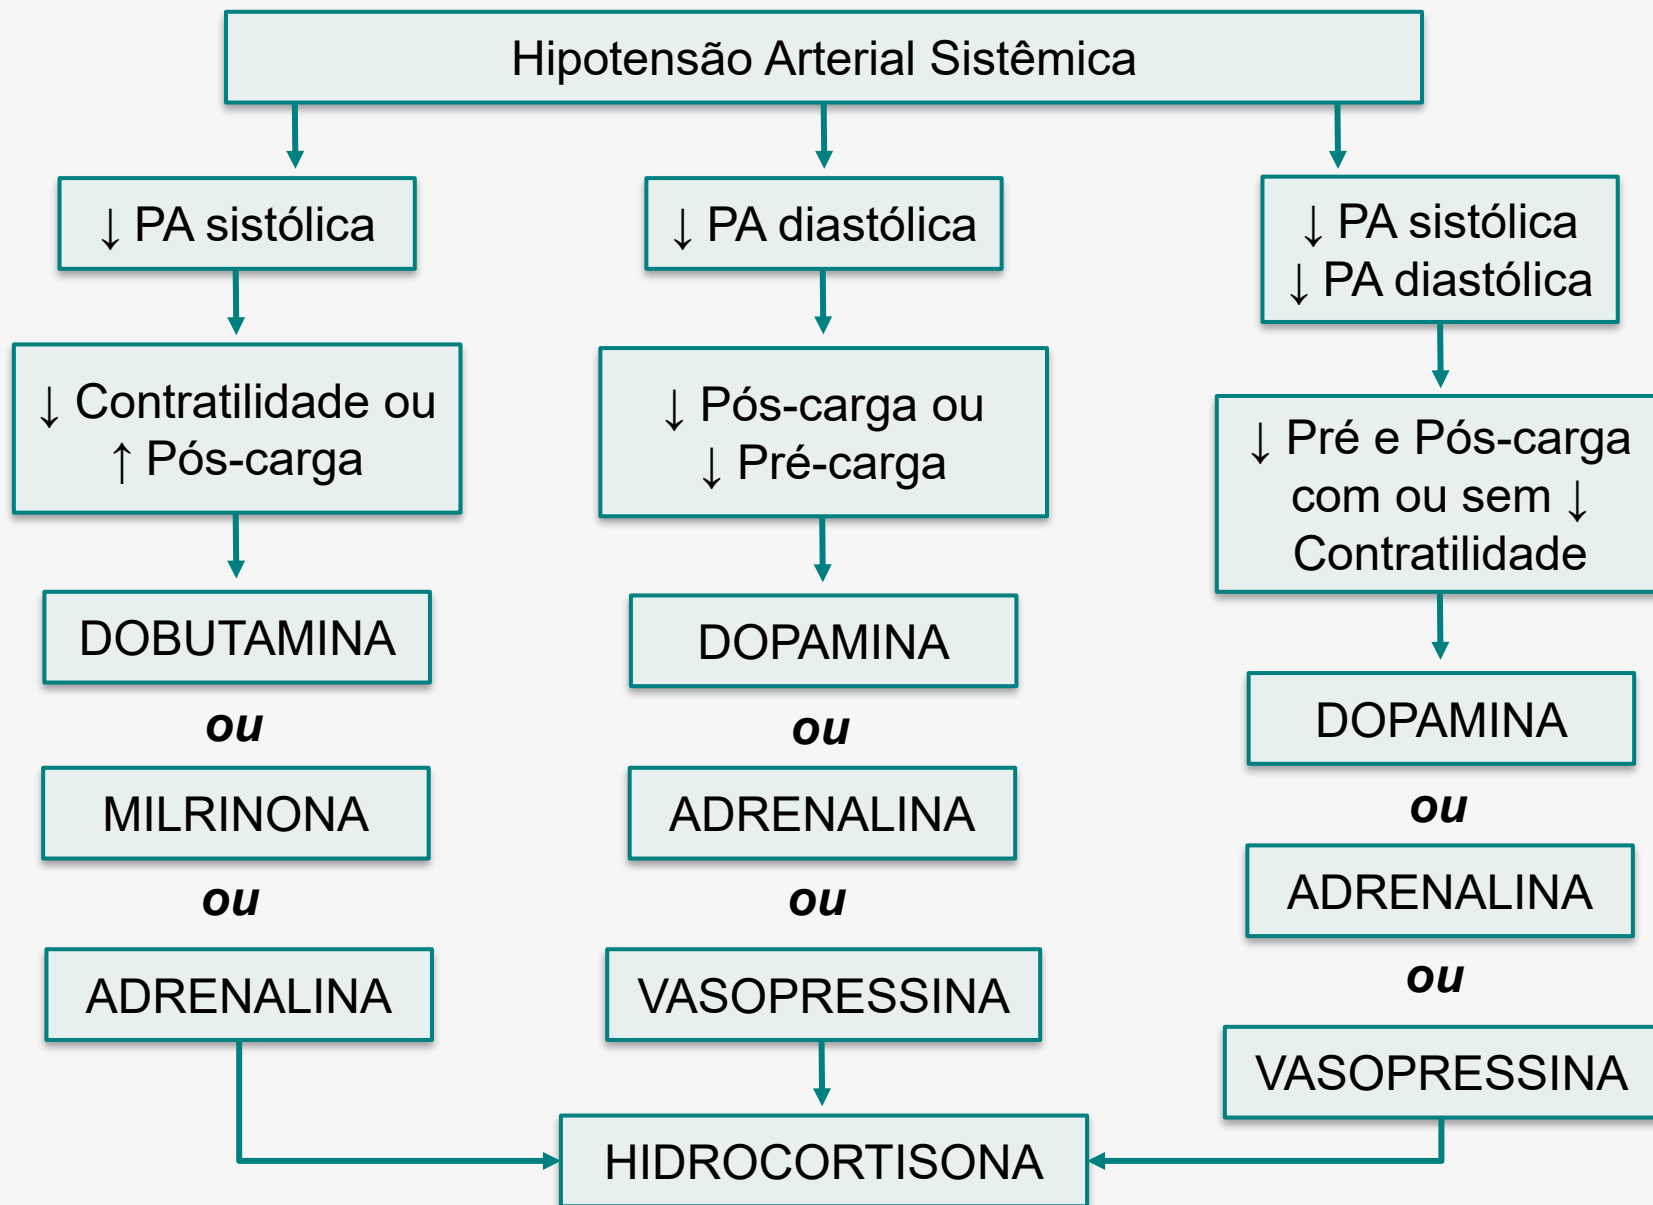 Hipotensão Arterial Sistêmica
↓ PA sistólica
↓ Contratilidade ou
↑ Pós-carga
DOBUTAMINA
ou
MILRINONA
ou
ADRENALINA
↓ PA diastólica
↓ Pós-carga ou
↓ Pré-carga
DOPAMINA
ou
ADRENALINA
ou
VASOPRESSINA
↓ PA sistólica
↓ PA diastólica
↓ Pré e Pós-carga
com ou sem ↓
Contratilidade
DOPAMINA
ou
ADRENALINA
ou
VASOPRESSINA
HIDROCORTISONA